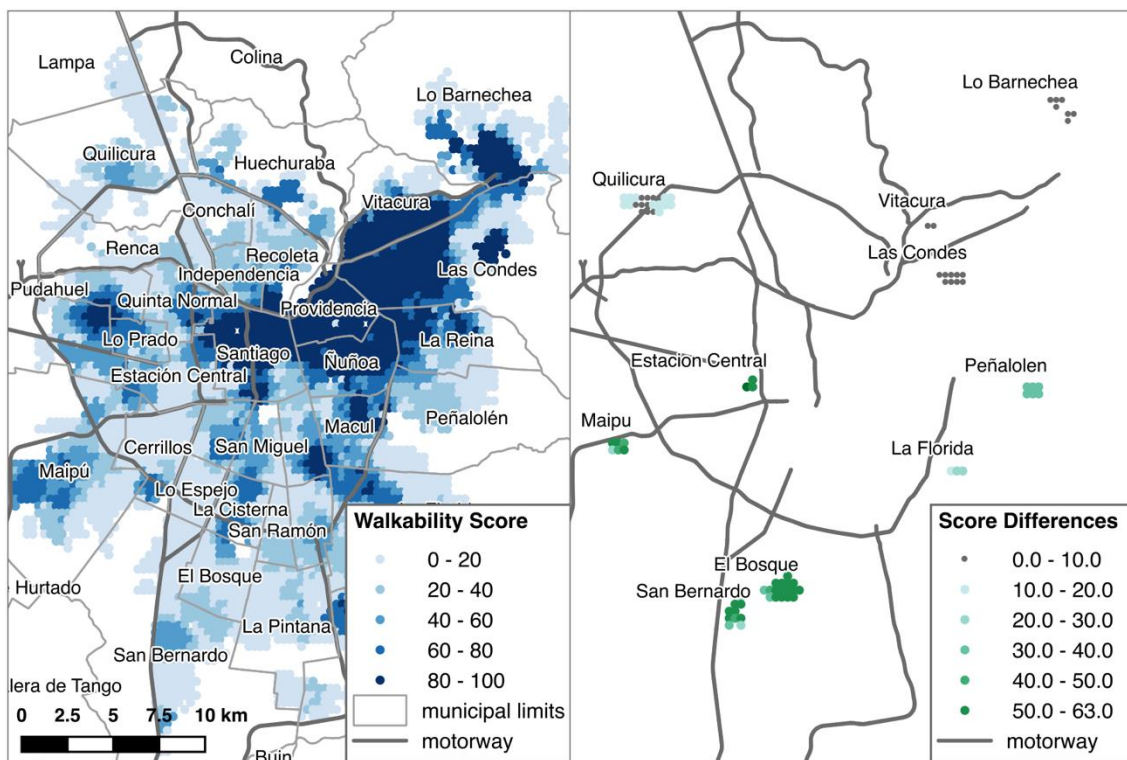 Colina
Lampa
Lo Barnechea
Quilicura
Huechuraba
Conchalí
Vitacura
Renca
Recoleta
Independencia
Las Condes
Pudahuel
Quinta Normal
Providencia
Lo Prado
Santiago
Ñuñoa
La Reina
Estación Central
Peñalolén
Macul
Cerrillos
San Miguel
Maipú
Lo Espejo
La Cisterna
San Ramón
El Bosque
e Hurtado
La Pintana
San Bernardo
alera de Tango
0 2.5 5 7.5 10 km
Buin
Walkability Score
0 - 20
20 - 40
40 - 60
60 - 80
80 - 100
municipal limits
motorway
Lo Barnechea
Quilicura
Vitacura
Las Condes
Estacion Central
Peñalolen
Maipu
La Florida
El Bosque
San Bernardo
Score Differences
0.0 - 10.0
10.0 - 20.0
20.0 - 30.0
30.0 - 40.0
40.0 - 50.0
50.0 - 63.0
motorway